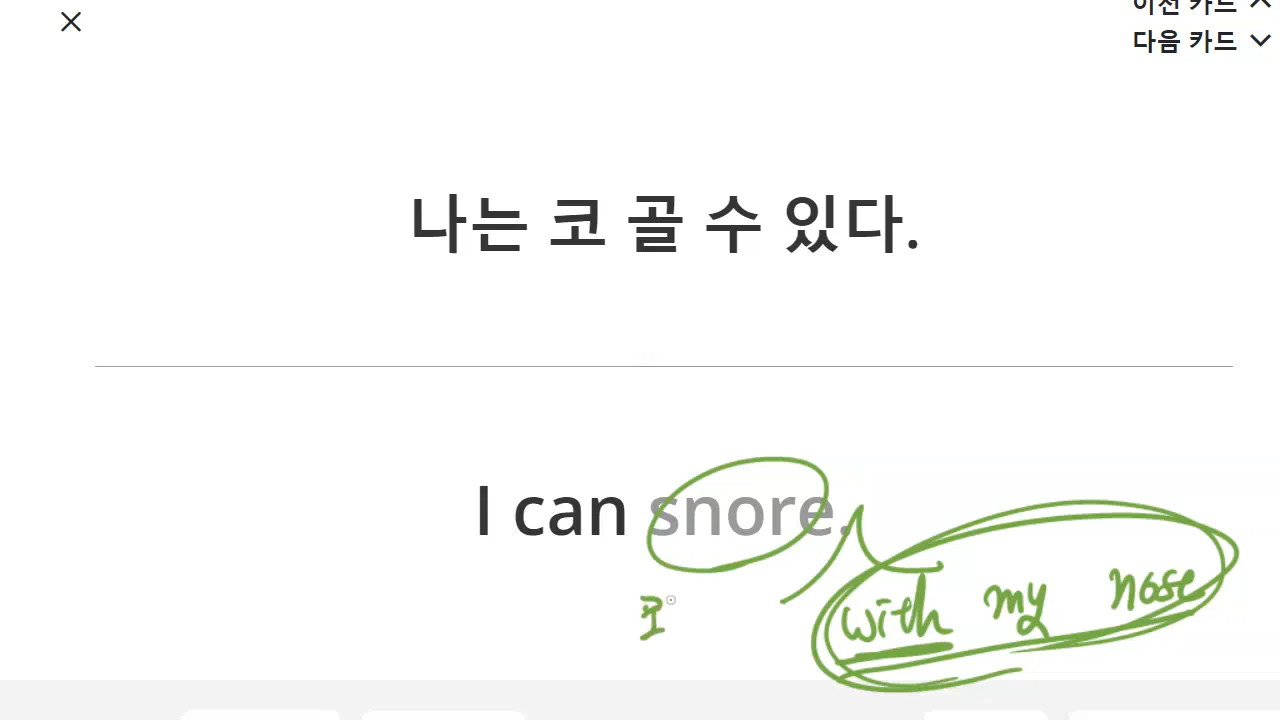 이전 카드
다음 카드
나는 코 골 수 있다.
I can snore.
with my nose
코